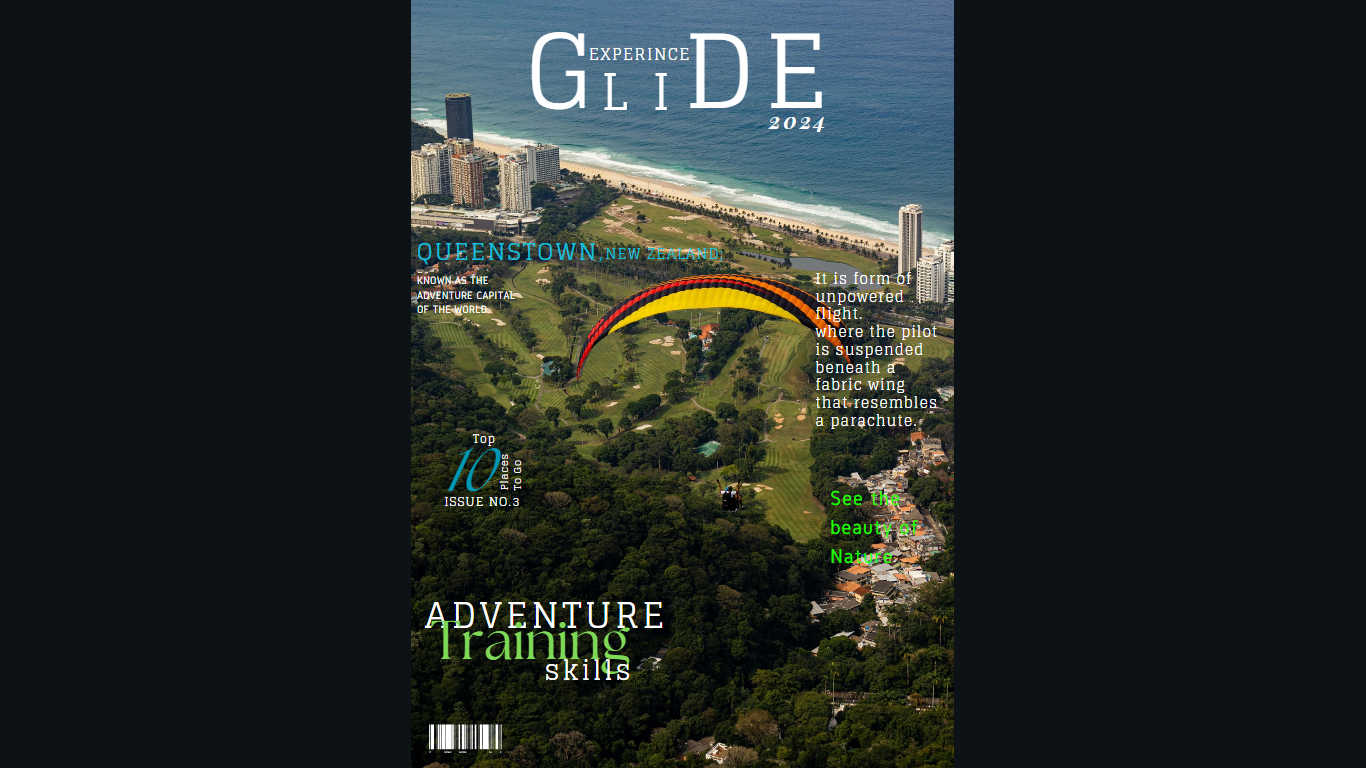 EXPERINCE
GLIDE
2024
QUEENSTOWN, NEW ZEALAND
KNOWN AS THE
ADVENTURE CAPITAL
OF THE WORLD.
It is form of
unpowered
flight.
where the pilot
is suspended
beneath a
fabric wing
that resembles
a parachute.
Top
10
Places
To Go
ISSUE NO.3
See the
beauty of
Nature
ADVENTURE
Training
skills